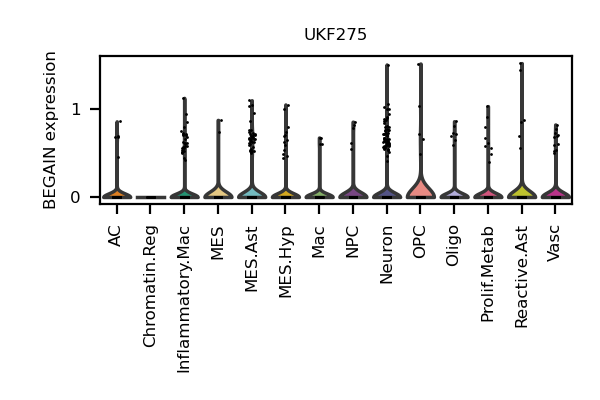 UKF275
BEGAIN expression
1
0
AC
Chromatin.Reg
Inflammatory.Mac
MES
MES.Ast
MES.Hyp
Mac
NPC
Neuron
OPC
Oligo
Prolif.Metab
Reactive.Ast
Vasc